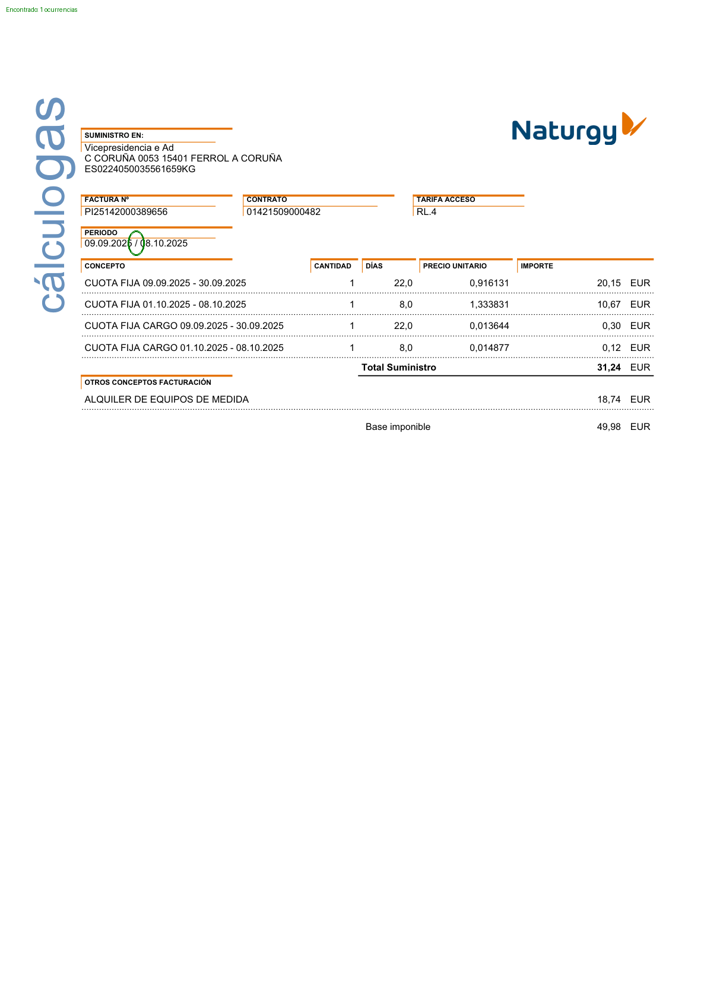 Encontrado: 1 ocurrencias
cálculogas
Naturgy
SUMINISTRO EN:
Vicepresidencia e Ad
C CORUÑA 0053 15401 FERROL A CORUÑA
ES0224050035561659KG
FACTURA Nº CONTRATO TARIFA ACCESO
PI25142000389656 01421509000482 RL.4
PERIODO
09.09.2025 / 08.10.2025
CONCEPTO CANTIDAD DÍAS PRECIO UNITARIO IMPORTE
CUOTA FIJA 09.09.2025 - 30.09.2025 1 22,0 0,916131 20,15 EUR
CUOTA FIJA 01.10.2025 - 08.10.2025 1 8,0 1,333831 10,67 EUR
CUOTA FIJA CARGO 09.09.2025 - 30.09.2025 1 22,0 0,013644 0,30 EUR
CUOTA FIJA CARGO 01.10.2025 - 08.10.2025 1 8,0 0,014877 0,12 EUR
Total Suministro 31,24 EUR
OTROS CONCEPTOS FACTURACIÓN
ALQUILER DE EQUIPOS DE MEDIDA 18,74 EUR
Base imponible 49,98 EUR